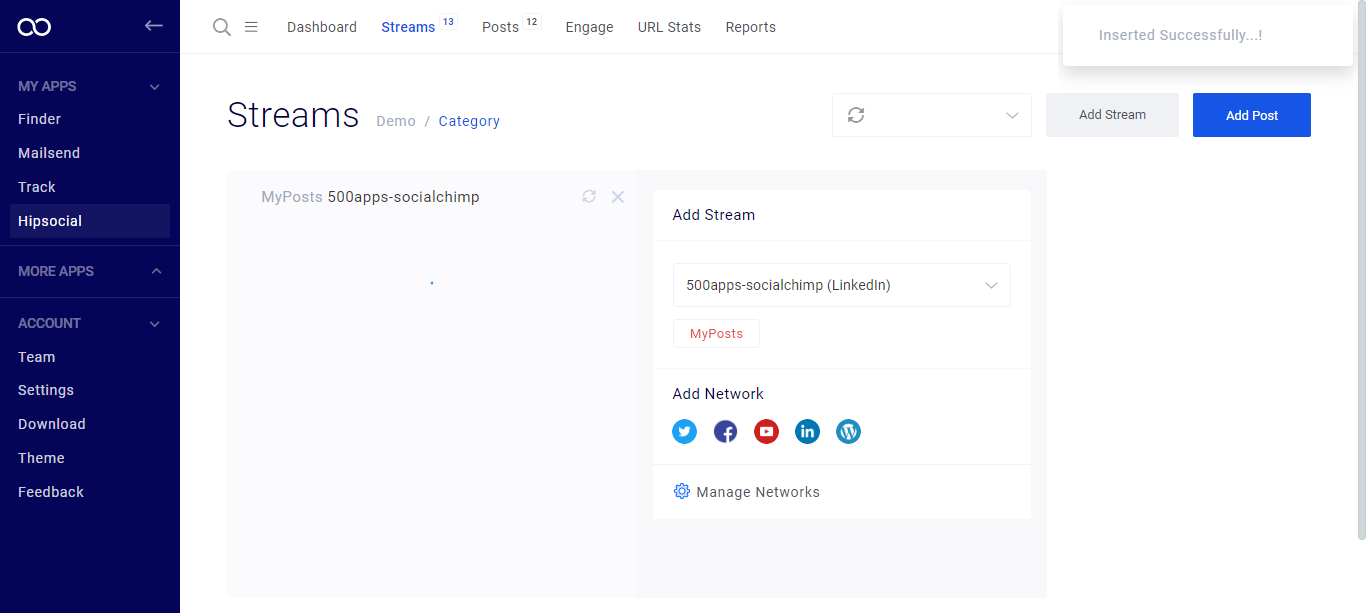 Dashboard
Streams 13
Posts 12
Engage
URL Stats
Reports
Inserted Successfully...!
MY APPS
Finder
Mailsend
Track
Hipsocial
MORE APPS
ACCOUNT
Team
Settings
Download
Theme
Feedback
Streams
Demo / Category
Add Stream
Add Post
MyPosts 500apps-socialchimp
Add Stream
500apps-socialchimp (LinkedIn)
MyPosts
Add Network
Manage Networks